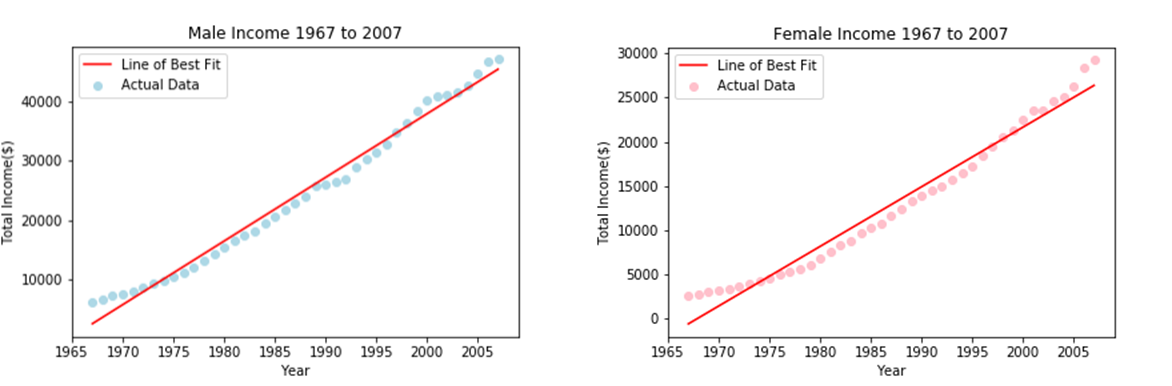 Male Income 1967 to 2007
Line of Best Fit
Actual Data
40000
30000
20000
10000
Total Income($)
1965 1970 1975 1980 1985 1990 1995 2000 2005
Year
Female Income 1967 to 2007
Line of Best Fit
Actual Data
30000
25000
20000
15000
10000
5000
0
Total Income($)
1965 1970 1975 1980 1985 1990 1995 2000 2005
Year